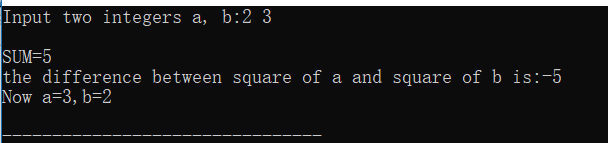 Input two integers a, b:2 3
SUM=5
the difference between square of a and square of b is:-5
Now a=3,b=2
--------------------------------